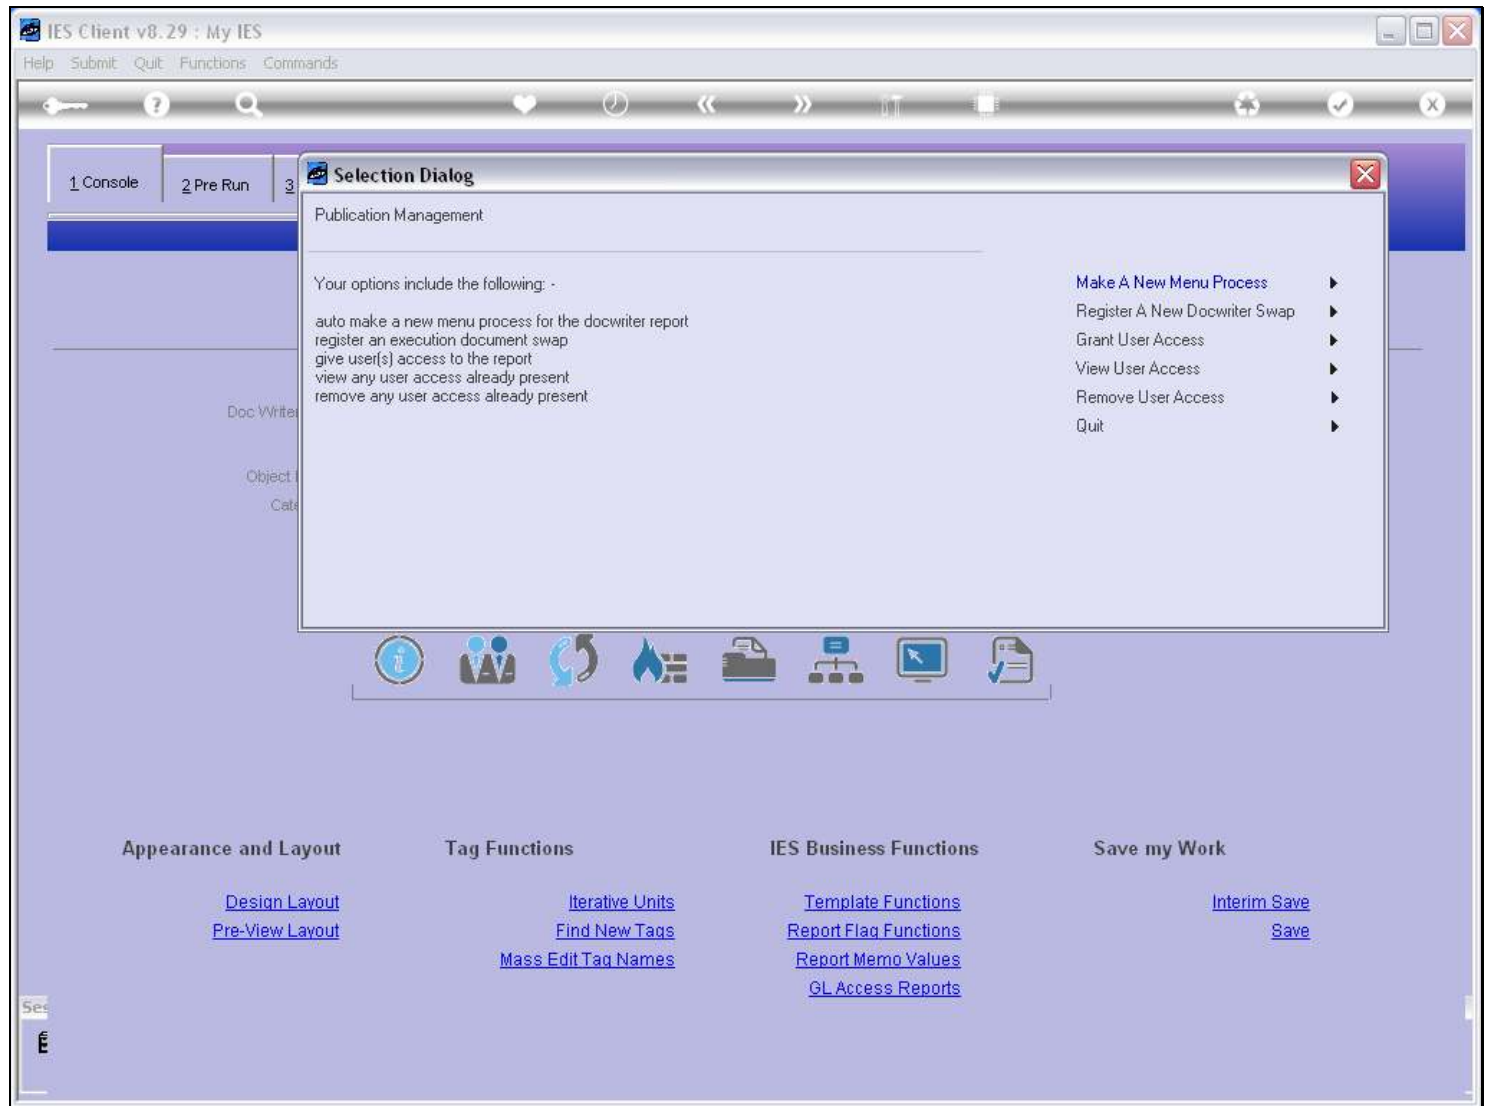 IES Client v8.29 : My IES
Help Submit Quit Functions Commands
1 Console
2 Pre Run
3
Selection Dialog
Publication Management
Your options include the following: -
auto make a new menu process for the docwriter report
register an execution document swap
give user(s) access to the report
view any user access already present
remove any user access already present
Make A New Menu Process
Register A New Docwriter Swap
Grant User Access
View User Access
Remove User Access
Quit
Doc Writer
Object
Cate
Appearance and Layout
Design Layout
Pre-View Layout
Tag Functions
Iterative Units
Find New Tags
Mass Edit Tag Names
IES Business Functions
Template Functions
Report Flag Functions
Report Memo Values
GL Access Reports
Save my Work
Interim Save
Save
Ses